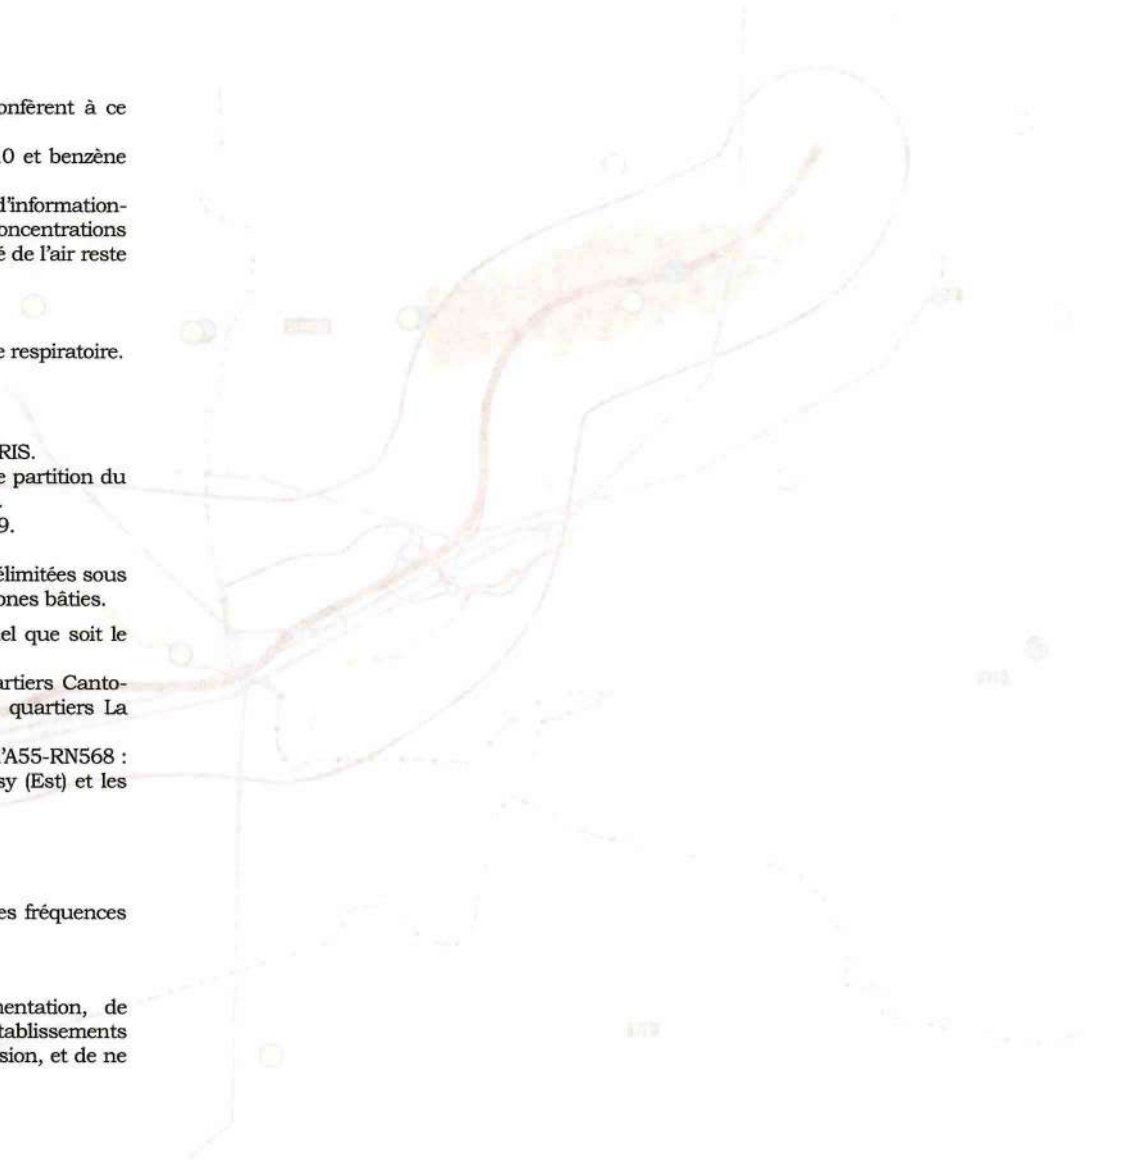 onfèrent à ce
0 et benzène
d'information-
oncentrations
é de l'air reste
e respiratoire.
RIS.
e partition du
9.
élimitées sous
ones bâties.
el que soit le
artiers Canto-
quartiers La
l'A55-RN568 :
sy (Est) et les
es fréquences
nentation, de
tablissements
sion, et de ne